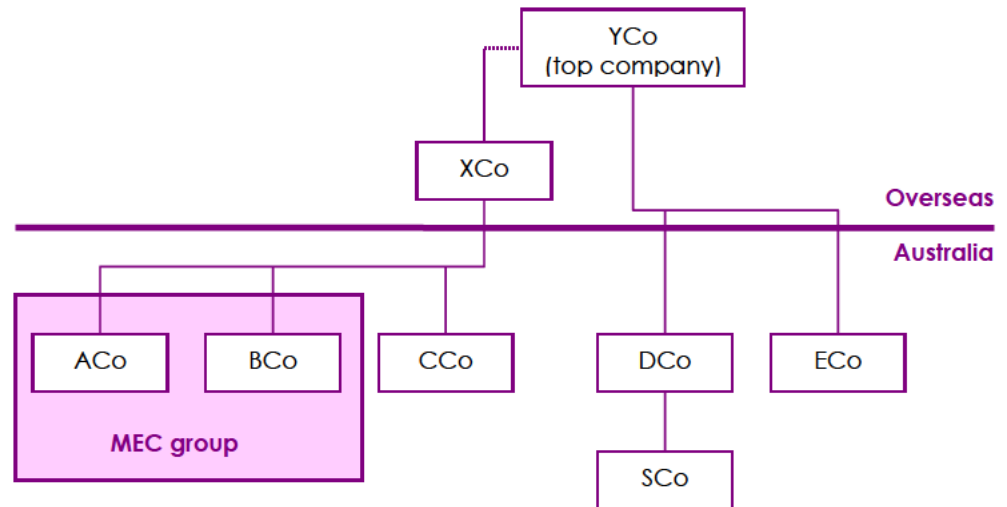 YCo
(top company)
XCo
Overseas
Australia
ACo
BCo
CCo
DCo
ECo
MEC group
SCo